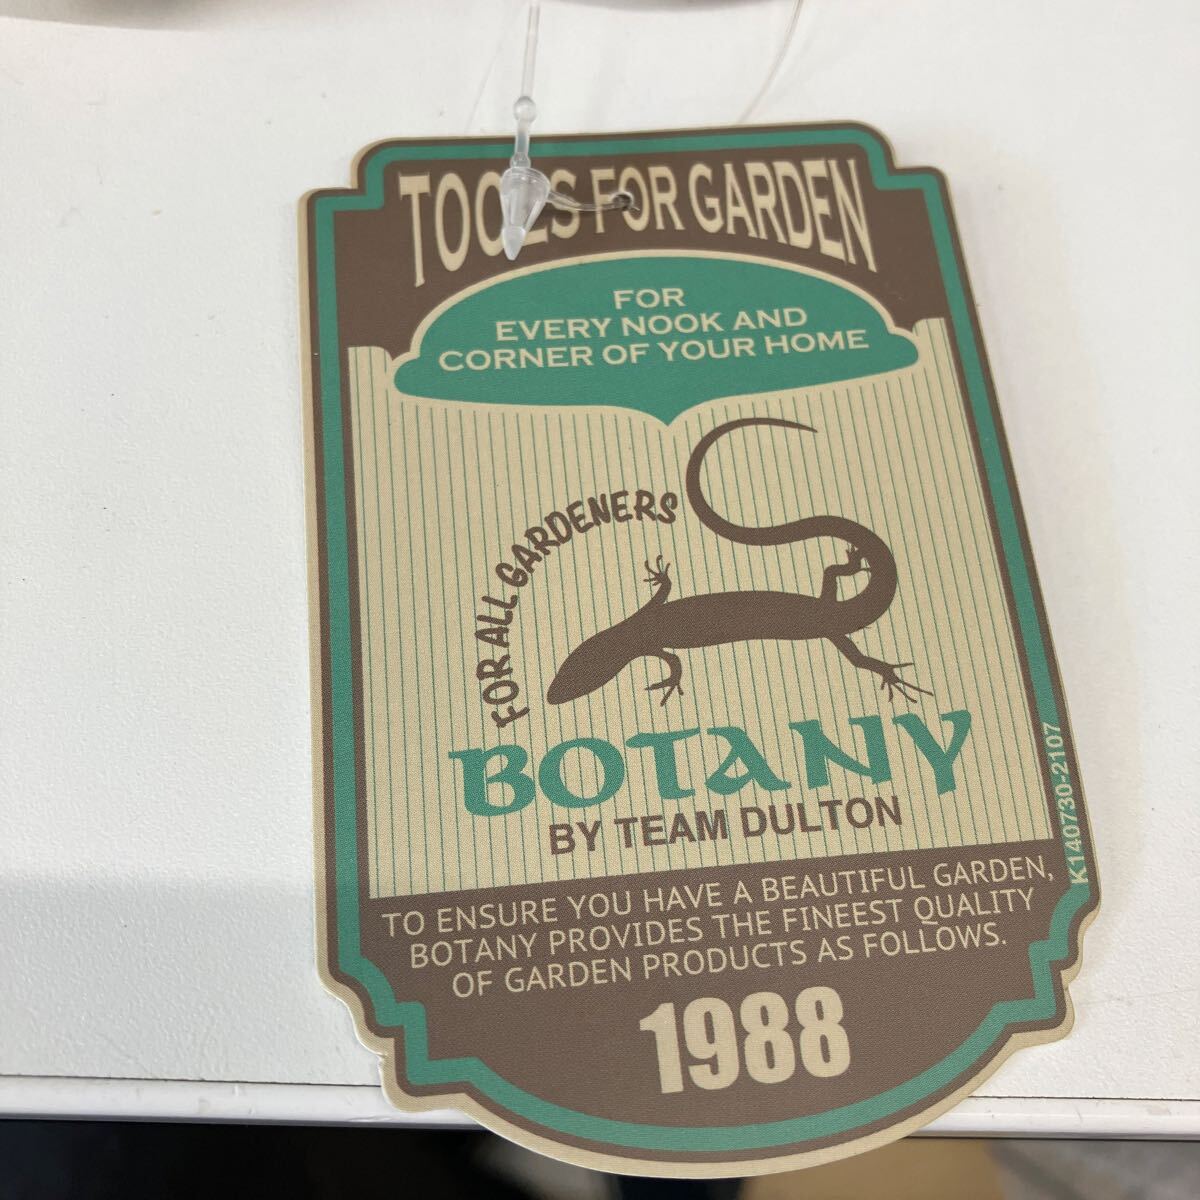 TOOLS FOR GARDEN
FOR
EVERY NOOK AND
CORNER OF YOUR HOME
FOR ALL GARDENERS
BOTANY
BY TEAM DULTON
K140730-2107
TO ENSURE YOU HAVE A BEAUTIFUL GARDEN,
BOTANY PROVIDES THE FINEEST QUALITY
OF GARDEN PRODUCTS AS FOLLOWS.
1988